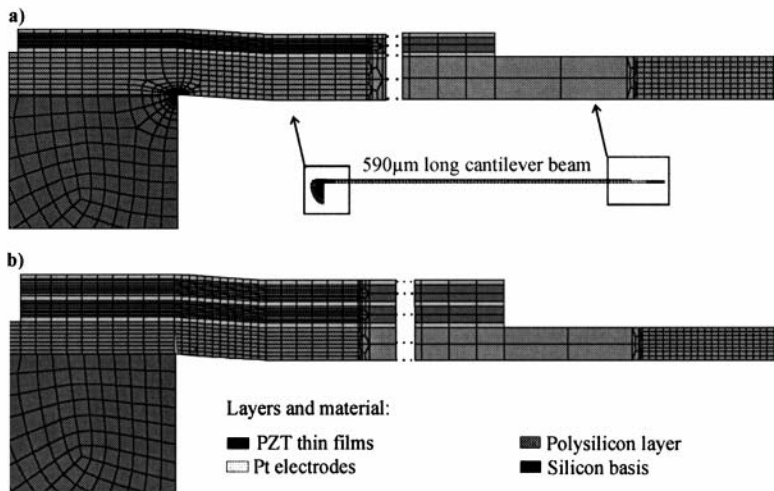 a)
590µm long cantilever beam
b)
Layers and material:
PZT thin films
Polysilicon layer
Pt electrodes
Silicon basis